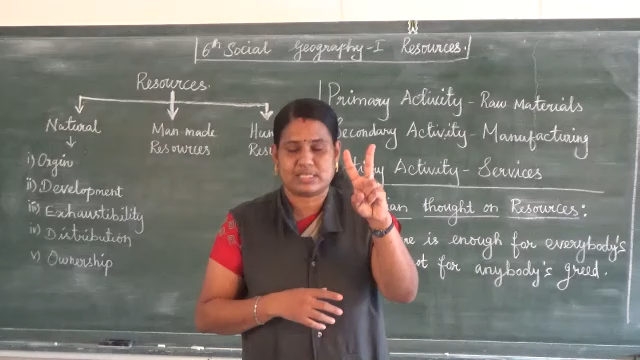 6th Social Geography-I Resources.
Resources.
Natural
Man-made
Resources
i) Orgin
ii) Development
iii) Exhaustibility
iv) Distribution
v) Ownership
Primary Activity - Raw Materials
Secondary Activity - Manufacturing
Activity - Services
thought on Resources:
is enough for everybody's
for anybody's greed.